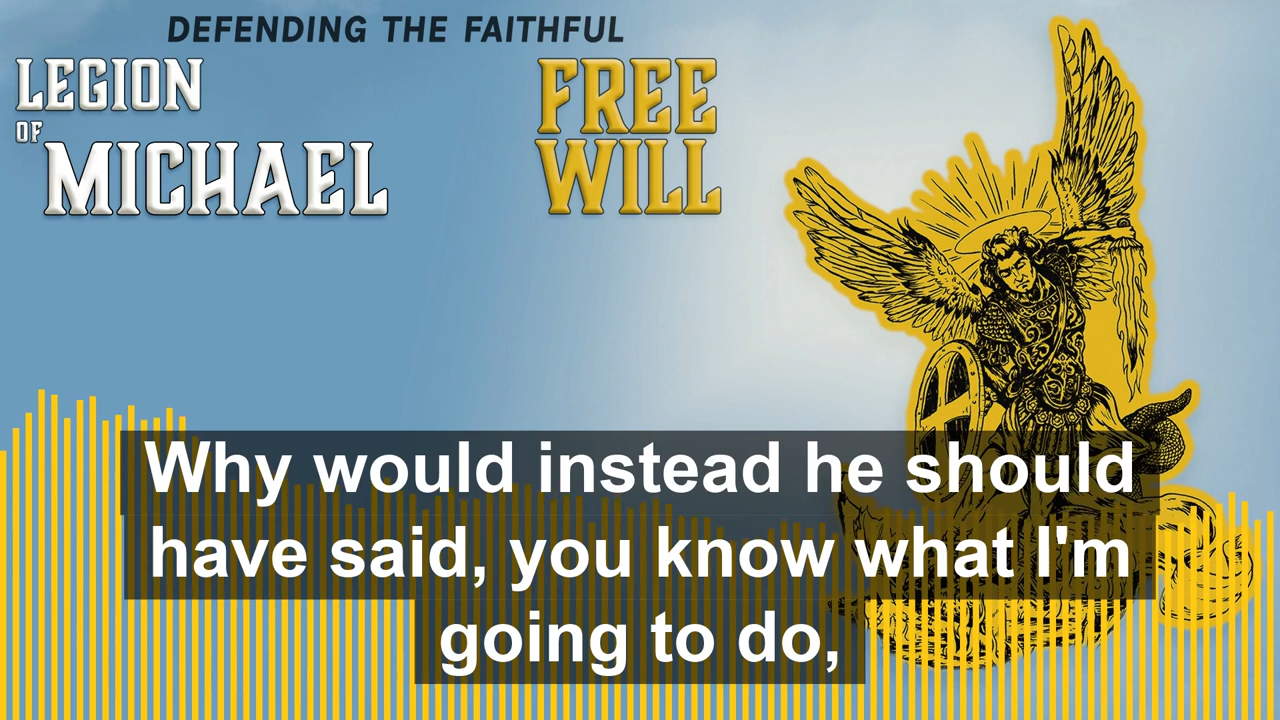 DEFENDING THE FAITHFUL
LEGION
OF
MICHAEL
FREE
WILL
Why would instead he should
have said, you know what I'm
going to do,